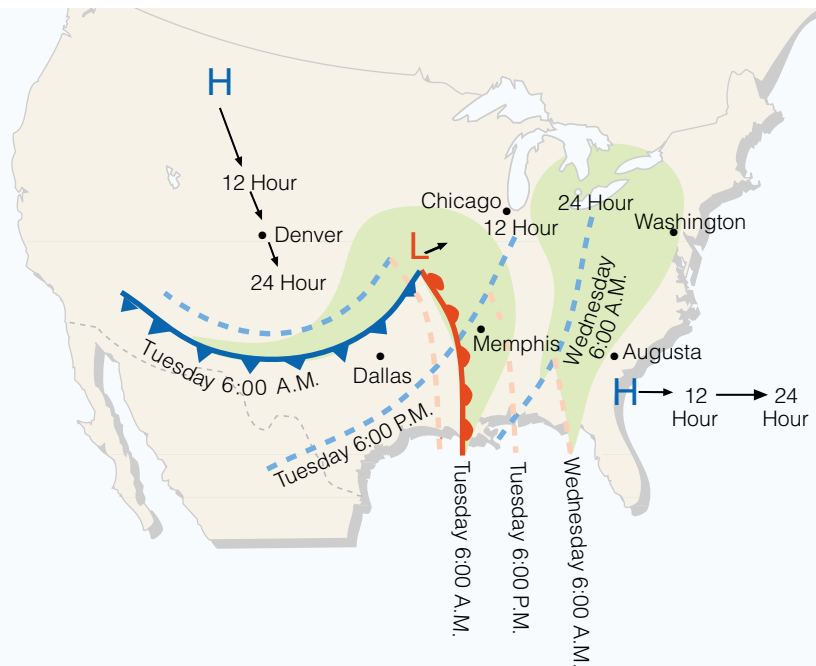 H
12 Hour
Denver
24 Hour
Chicago
12 Hour
24 Hour
Washington
L
Wednesday
6:00 A.M.
Memphis
Augusta
Tuesday 6:00 A.M.
Dallas
H
12
Hour
24
Hour
Tuesday 6:00 P.M.
Tuesday 6:00 A.M.
Tuesday 6:00 P.M.
Wednesday 6:00 A.M.